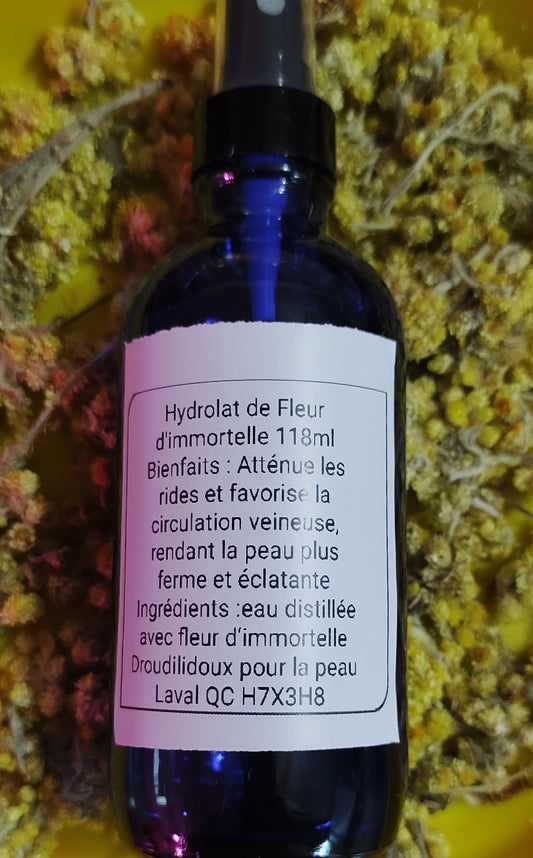 Hydrolat de Fleur
d'immortelle 118ml
Bienfaits : Atténue les
rides et favorise la
circulation veineuse,
rendant la peau plus
ferme et éclatante
Ingrédients :eau distillée
avec fleur d'immortelle
Droudilidoux pour la peau
Laval QC H7X3H8